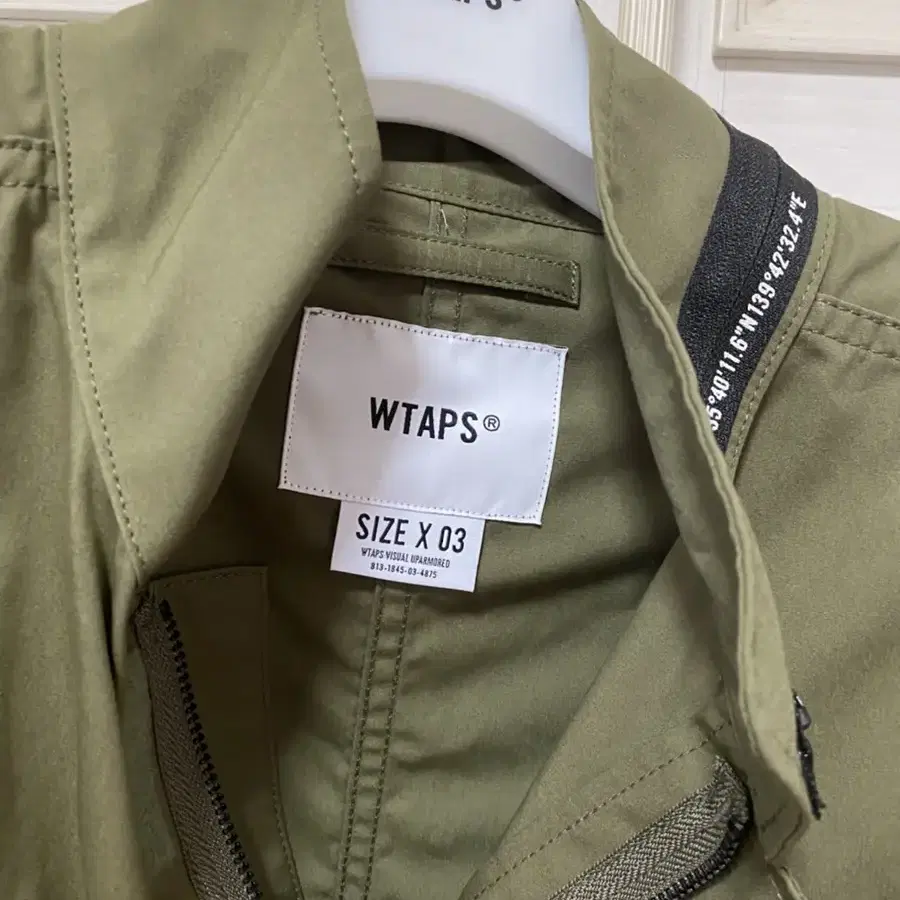 WTAPS®
SIZE X 03
WTAPS VISUAL UPARMORED
813-1845-03-4875
35°40'11.6"N139°42'32.4"E